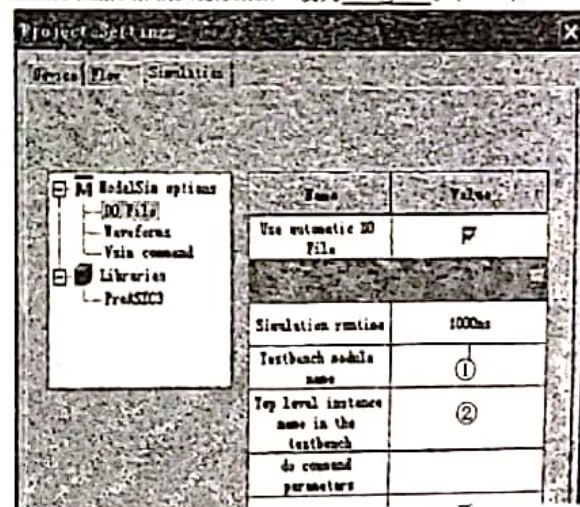 Project Settings
Device Flow Simulation
ModelSim options
DO File
Waveforms
Vsim command
Libraries
ProASIC3
Name Value
Use automatic DO
File
Simulation runtime 1000ns
Testbench module
name ①
Top level instance
name in the
testbench ②
do command
parameters